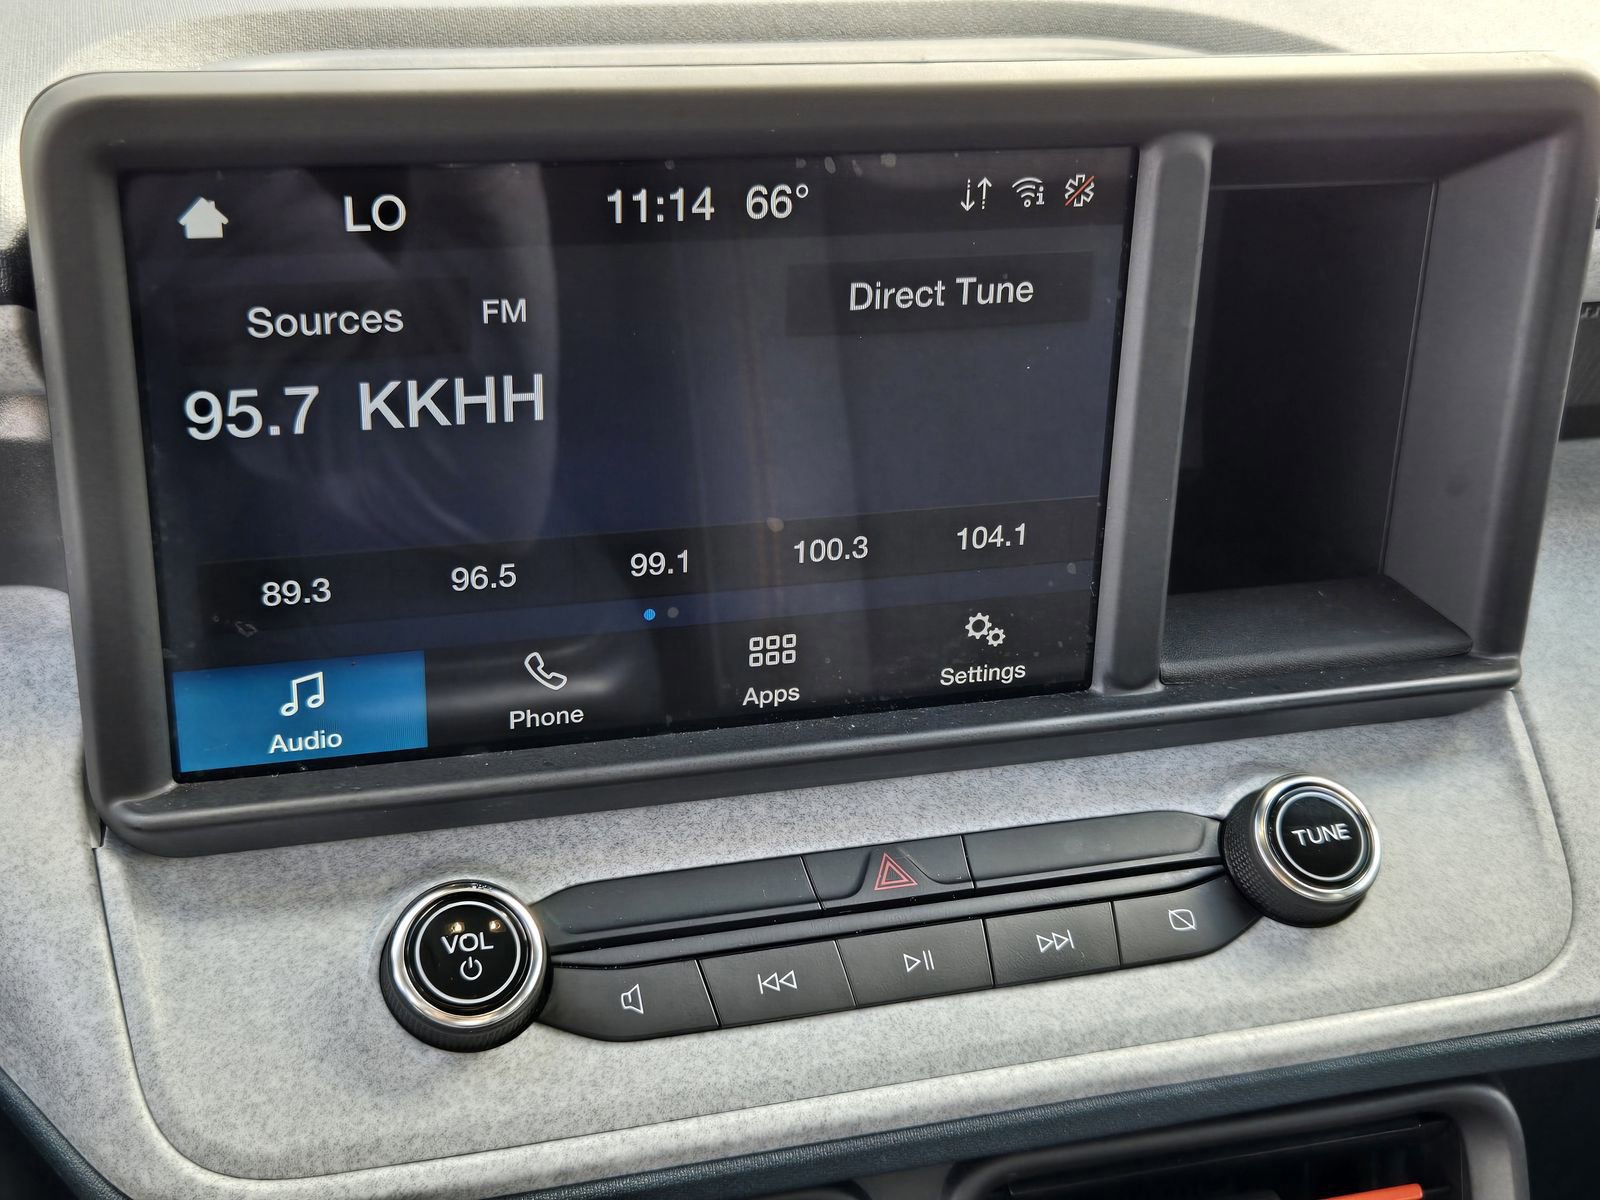 LO 11:14 66°
Sources FM Direct Tune
95.7 KKHH
89.3 96.5 99.1 100.3 104.1
Audio Phone Apps Settings
TUNE
VOL